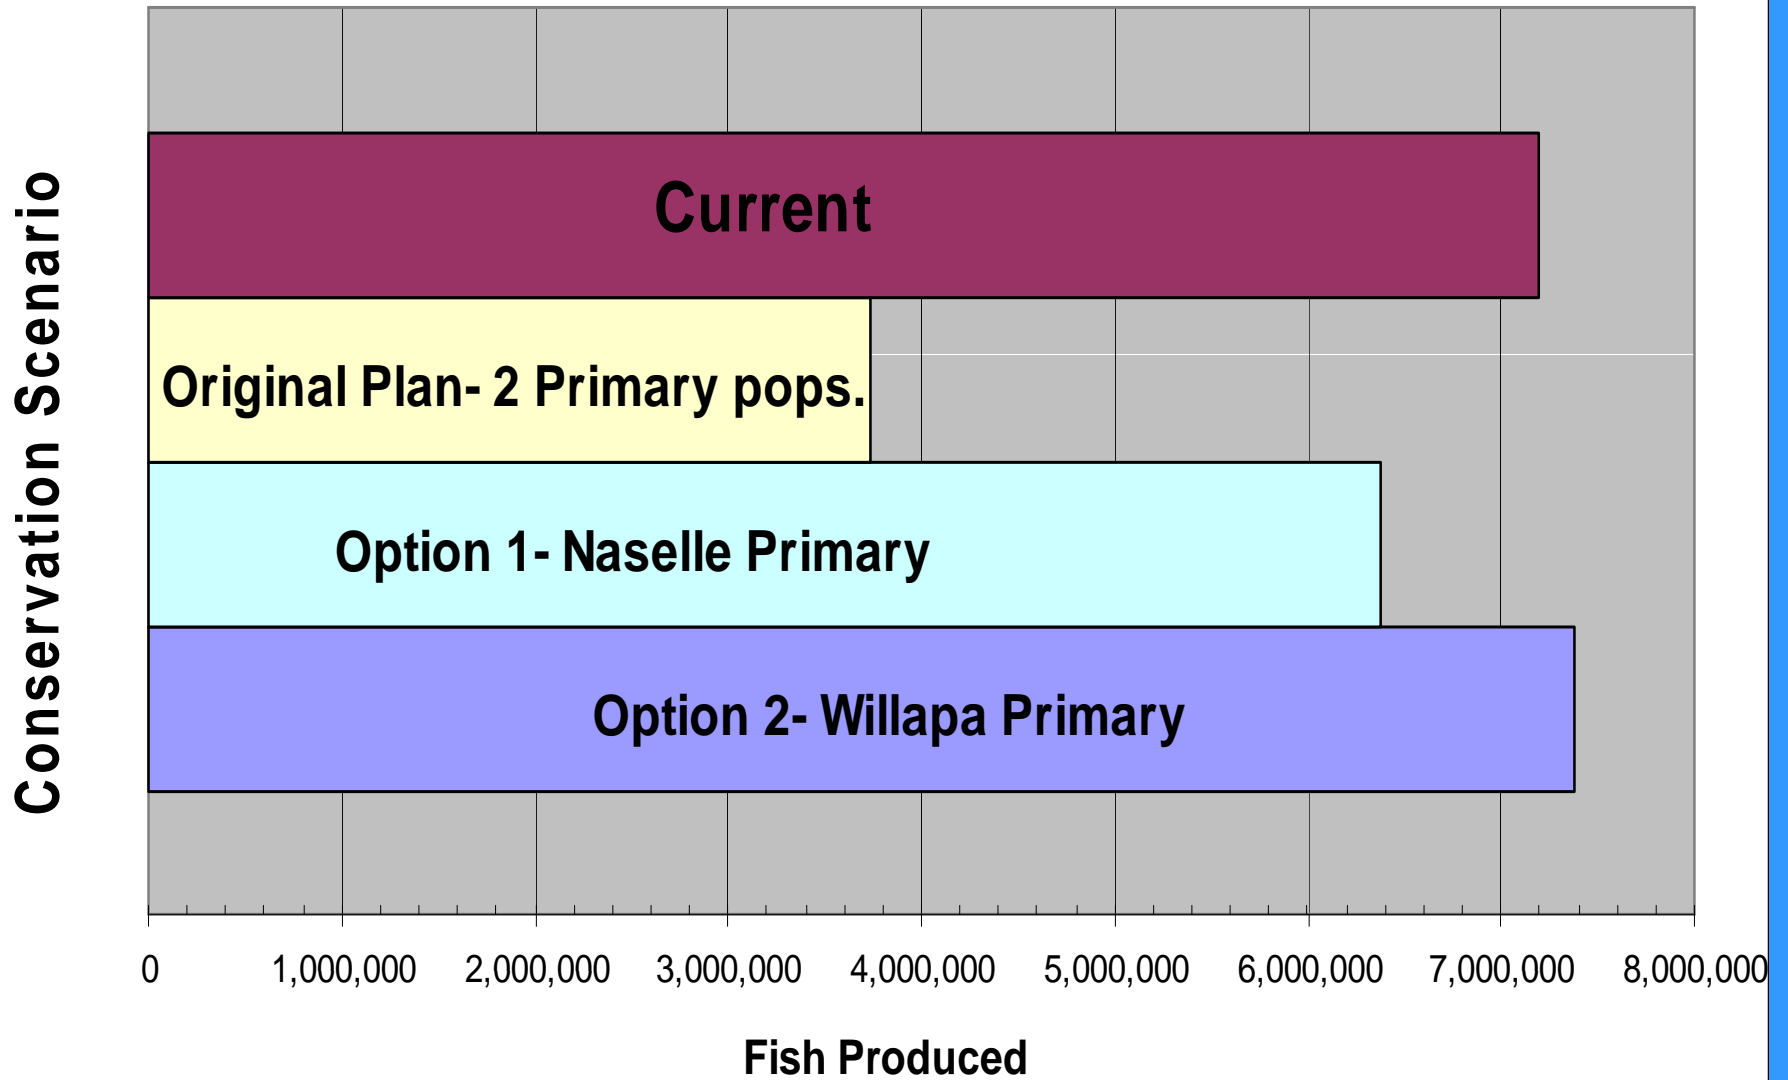 Conservation Scenario
Current
Original Plan- 2 Primary pops.
Option 1- Naselle Primary
Option 2- Willapa Primary
0 1,000,000 2,000,000 3,000,000 4,000,000 5,000,000 6,000,000 7,000,000 8,000,000
Fish Produced